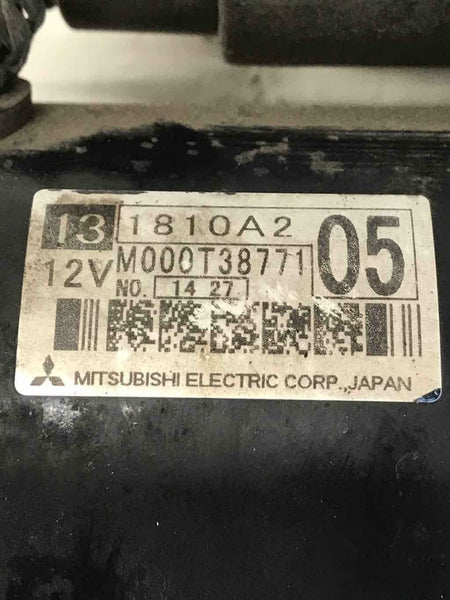 13 1810A2 05
12V M000T38771
NO. 14 27
MITSUBISHI ELECTRIC CORP., JAPAN